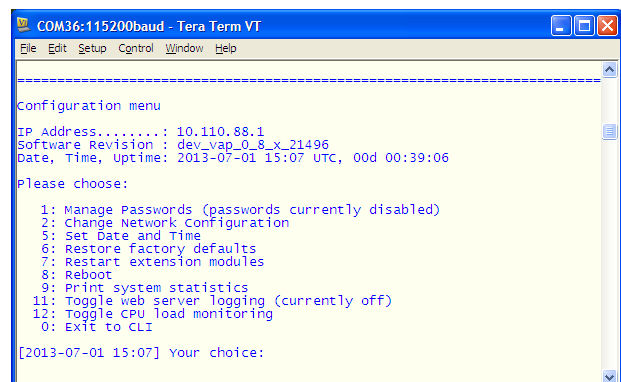 COM36:115200baud - Tera Term VT
File Edit Setup Control Window Help
===========================================================================
Configuration menu
IP Address........: 10.110.88.1
Software Revision : dev_vap_0_8_x_21496
Date, Time, Uptime: 2013-07-01 15:07 UTC, 00d 00:39:06
Please choose:
1: Manage Passwords (passwords currently disabled)
2: Change Network Configuration
5: Set Date and Time
6: Restore factory defaults
7: Restart extension modules
8: Reboot
9: Print system statistics
11: Toggle web server logging (currently off)
12: Toggle CPU load monitoring
0: Exit to CLI
[2013-07-01 15:07] Your choice: